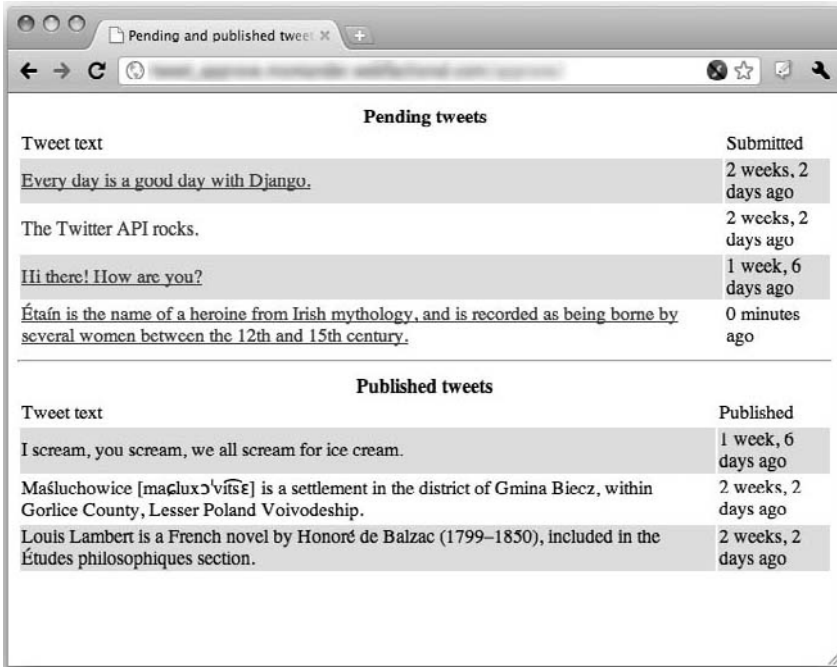 Pending and published tweet
Pending tweets
Tweet text
Submitted
Every day is a good day with Django.
2 weeks, 2
days ago
The Twitter API rocks.
2 weeks, 2
days ago
Hi there! How are you?
1 week, 6
days ago
Étaín is the name of a heroine from Irish mythology, and is recorded as being borne by
several women between the 12th and 15th century.
0 minutes
ago
Published tweets
Tweet text
Published
I scream, you scream, we all scream for ice cream.
1 week, 6
days ago
Maśluchowice [maɕluxɔˈvit͡sɛ] is a settlement in the district of Gmina Biecz, within
Gorlice County, Lesser Poland Voivodeship.
2 weeks, 2
days ago
Louis Lambert is a French novel by Honoré de Balzac (1799–1850), included in the
Études philosophiques section.
2 weeks, 2
days ago